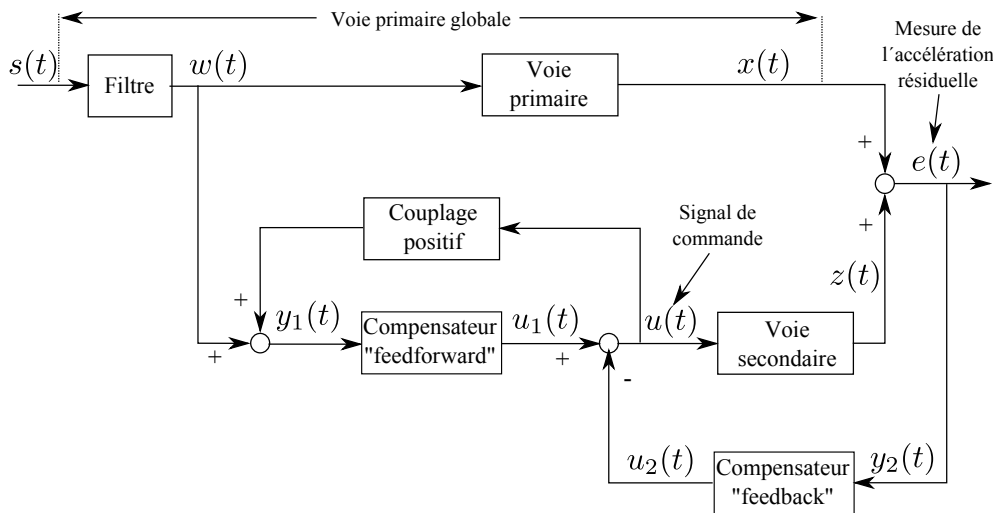 Voie primaire globale
Mesure de
l´accélération
résiduelle
s(t)
Filtre
w(t)
Voie
primaire
x(t)
+
e(t)
+
Couplage
positif
Signal de
commande
z(t)
+
y₁(t)
+
Compensateur
"feedforward"
u₁(t)
+
u(t)
-
Voie
secondaire
u₂(t)
Compensateur
"feedback"
y₂(t)